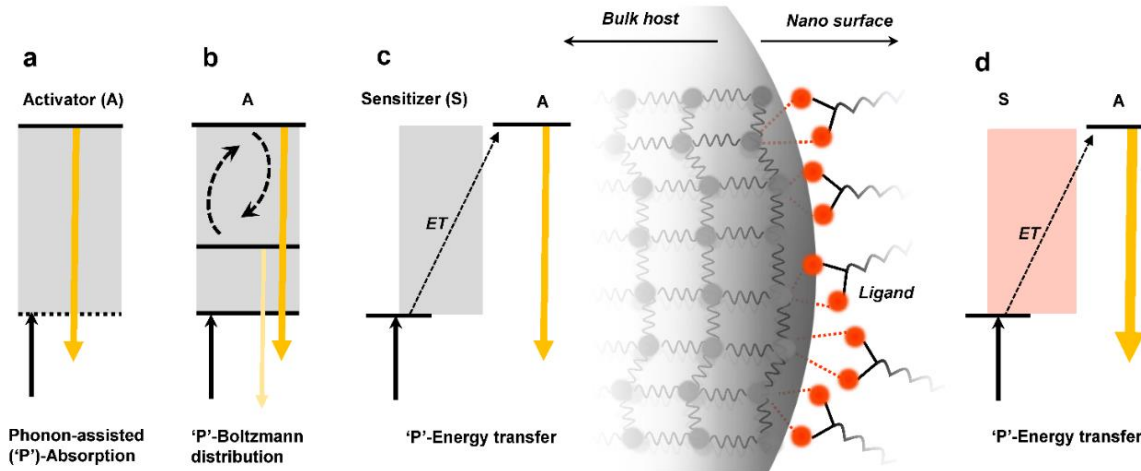 Bulk host
Nano surface
a
b
c
d
Activator (A)
A
Sensitizer (S)
A
S
A
ET
Ligand
ET
Phonon-assisted
(‘P’)-Absorption
‘P’-Boltzmann
distribution
‘P’-Energy transfer
‘P’-Energy transfer